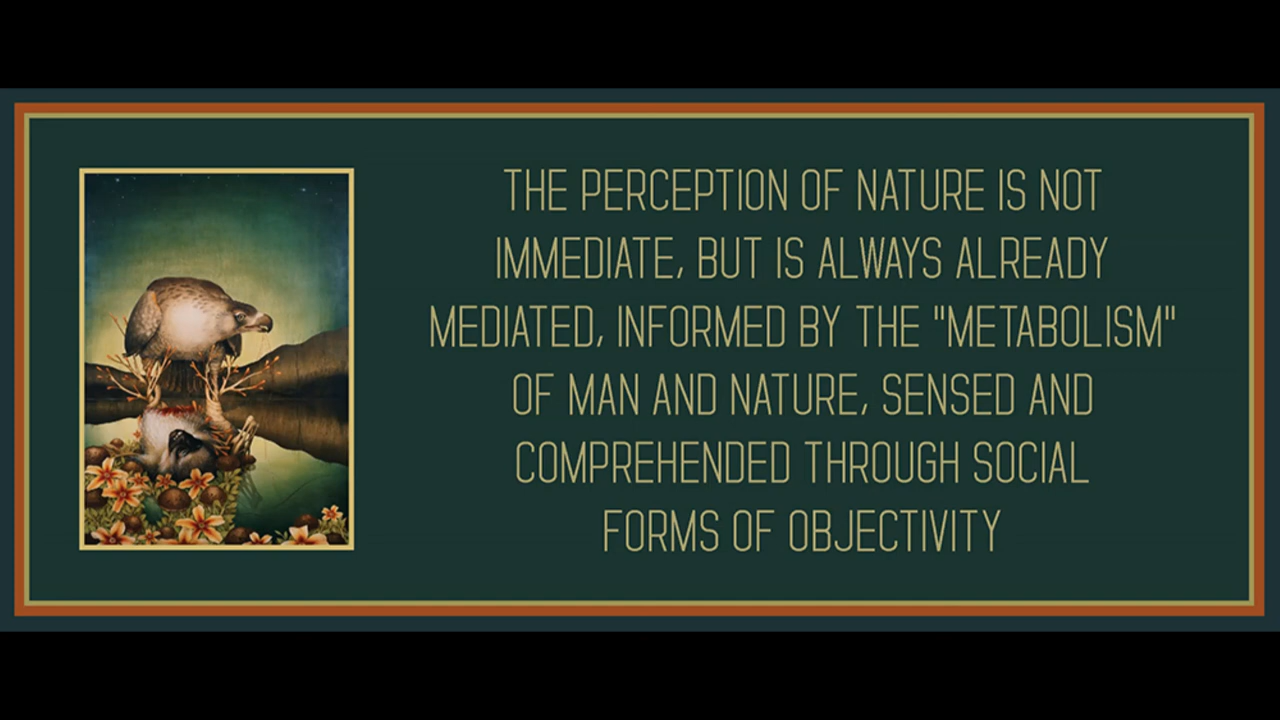 THE PERCEPTION OF NATURE IS NOT
IMMEDIATE, BUT IS ALWAYS ALREADY
MEDIATED, INFORMED BY THE "METABOLISM"
OF MAN AND NATURE, SENSED AND
COMPREHENDED THROUGH SOCIAL
FORMS OF OBJECTIVITY